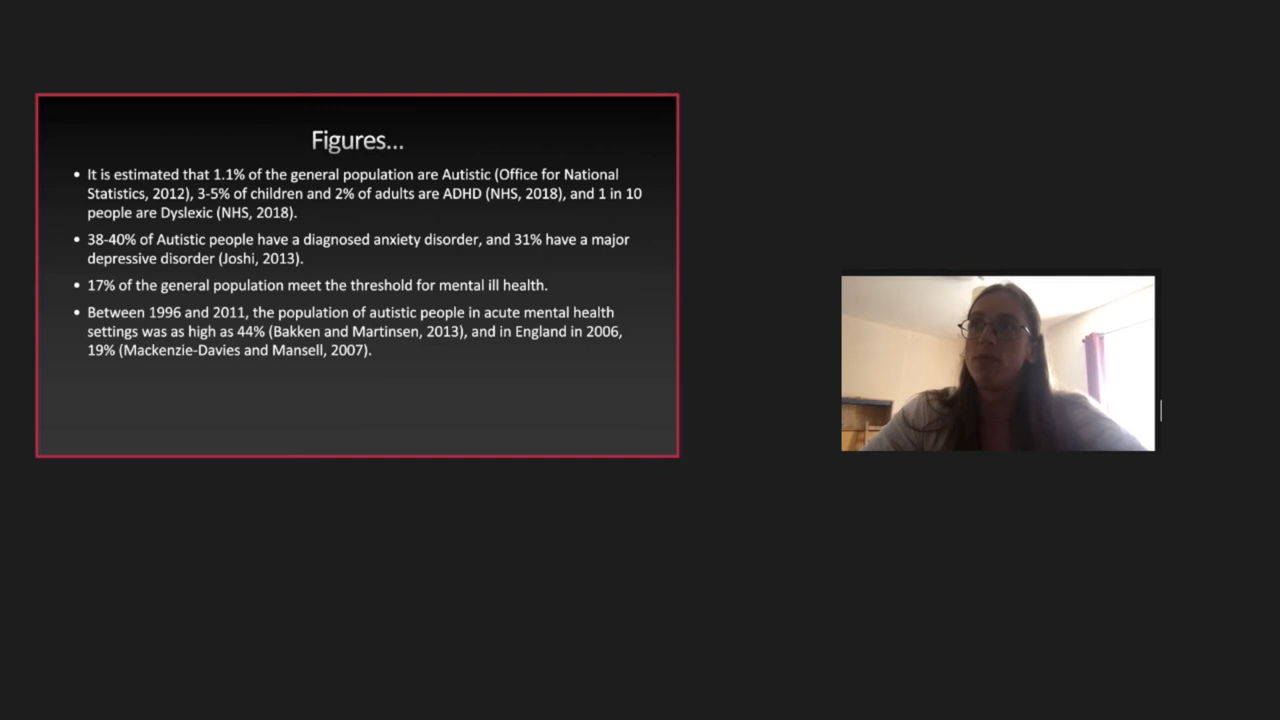 Figures...
• It is estimated that 1.1% of the general population are Autistic (Office for National
Statistics, 2012), 3-5% of children and 2% of adults are ADHD (NHS, 2018), and 1 in 10
people are Dyslexic (NHS, 2018).
• 38-40% of Autistic people have a diagnosed anxiety disorder, and 31% have a major
depressive disorder (Joshi, 2013).
• 17% of the general population meet the threshold for mental ill health.
• Between 1996 and 2011, the population of autistic people in acute mental health
settings was as high as 44% (Bakken and Martinsen, 2013), and in England in 2006,
19% (Mackenzie-Davies and Mansell, 2007).